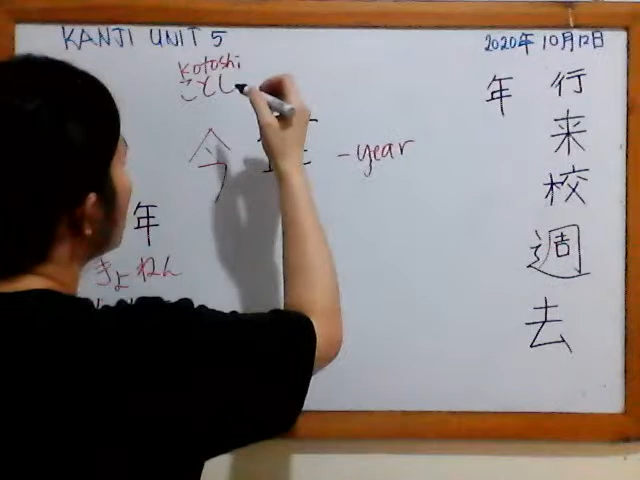 KANJI UNIT 5
2020年 10月 12日
Kotoshi
ことし
今
- year
年
きょねん
行来校週去
年